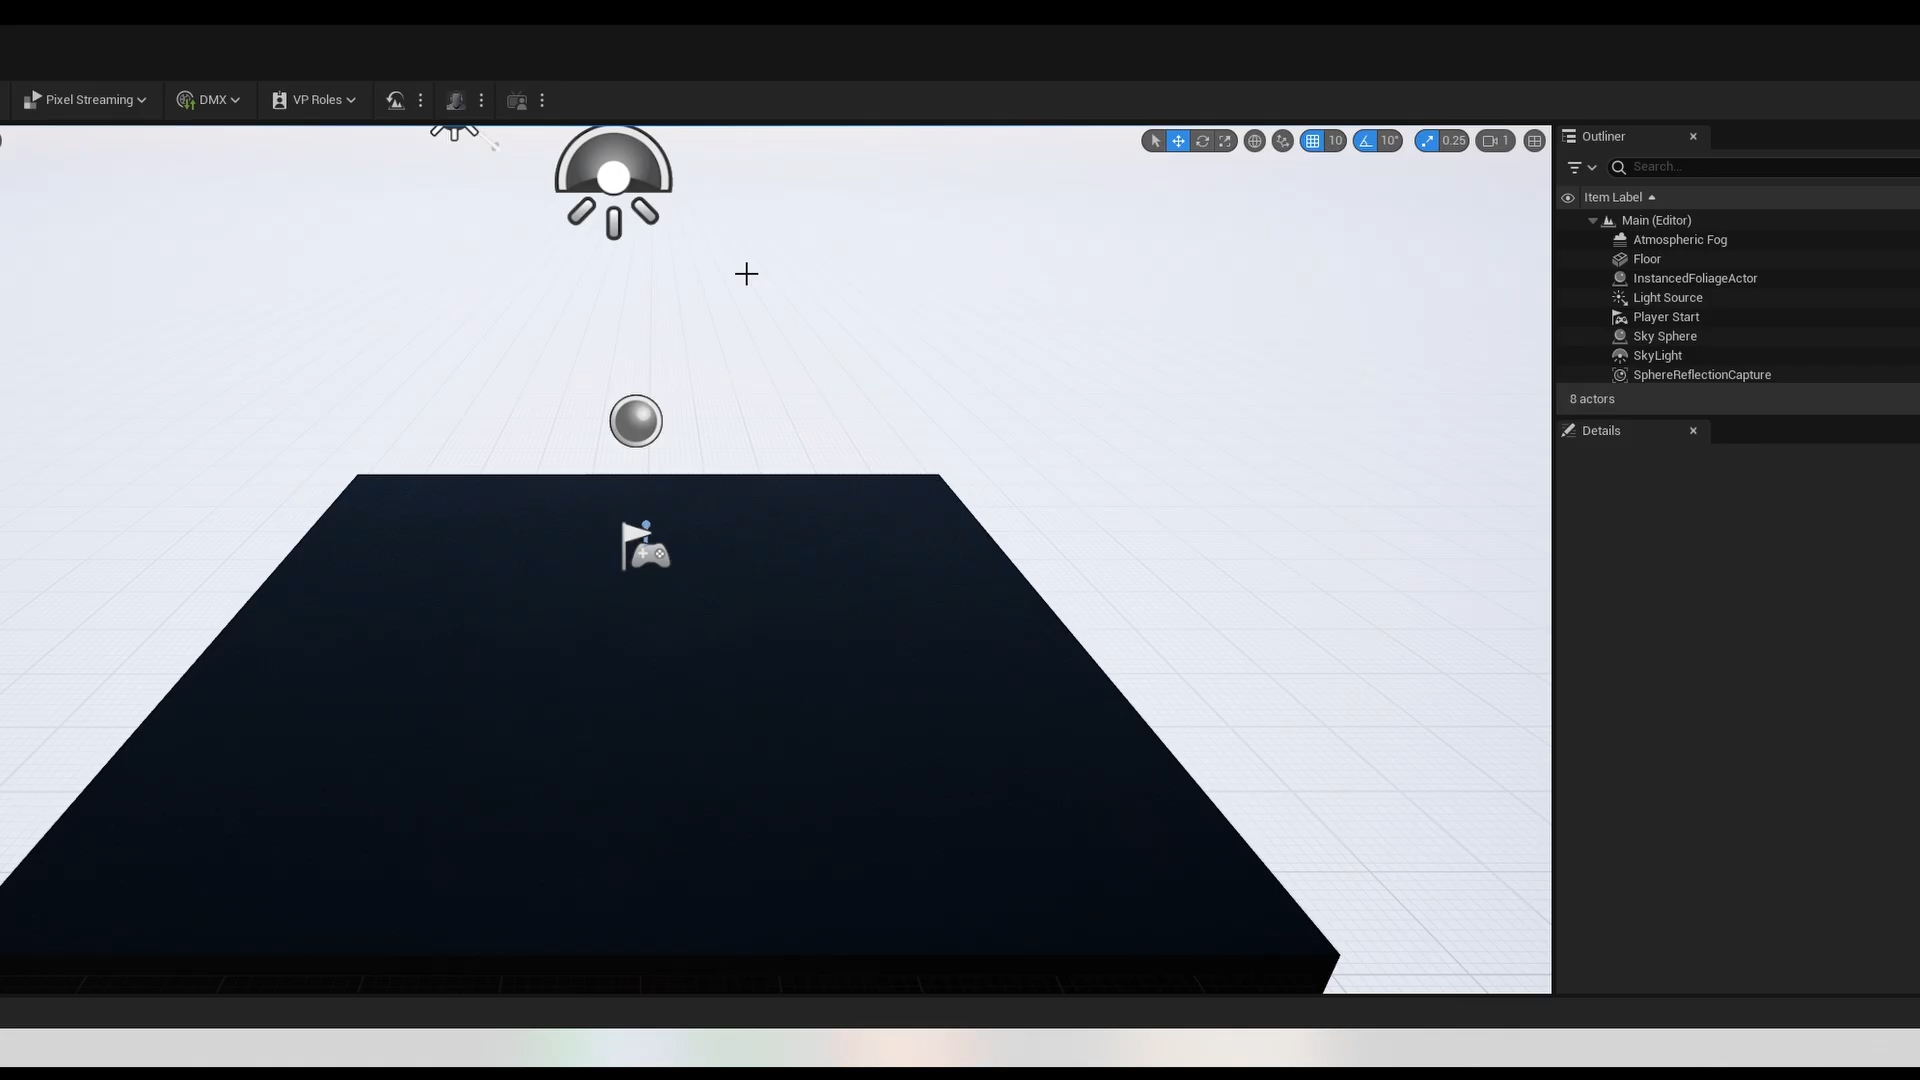 Pixel Streaming
DMX
VP Roles
10
10°
0.25
1
Outliner
Search...
Item Label
Main (Editor)
Atmospheric Fog
Floor
InstancedFoliageActor
Light Source
Player Start
Sky Sphere
SkyLight
SphereReflectionCapture
8 actors
Details